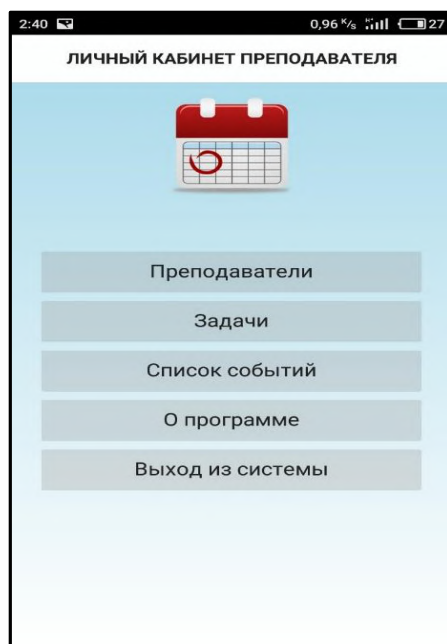 2:40 0,96 K/s 27
ЛИЧНЫЙ КАБИНЕТ ПРЕПОДАВАТЕЛЯ
Преподаватели
Задачи
Список событий
О программе
Выход из системы